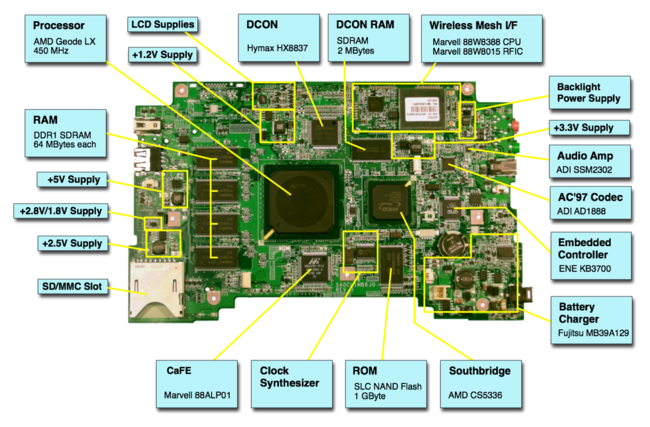 Processor
AMD Geode LX
450 MHz
LCD Supplies
+1.2V Supply
DCON
Hymax HX8837
DCON RAM
SDRAM
2 MBytes
Wireless Mesh I/F
Marvell 88W8388 CPU
Marvell 88W8015 RFIC
Backlight
Power Supply
RAM
DDR1 SDRAM
64 MBytes each
+3.3V Supply
Audio Amp
ADI SSM2302
+5V Supply
AC'97 Codec
ADI AD1888
+2.8V/1.8V Supply
+2.5V Supply
Embedded
Controller
ENE KB3700
SD/MMC Slot
Battery
Charger
Fujitsu MB39A129
CaFE
Marvell 88ALP01
Clock
Synthesizer
ROM
SLC NAND Flash
1 GByte
Southbridge
AMD CS5336